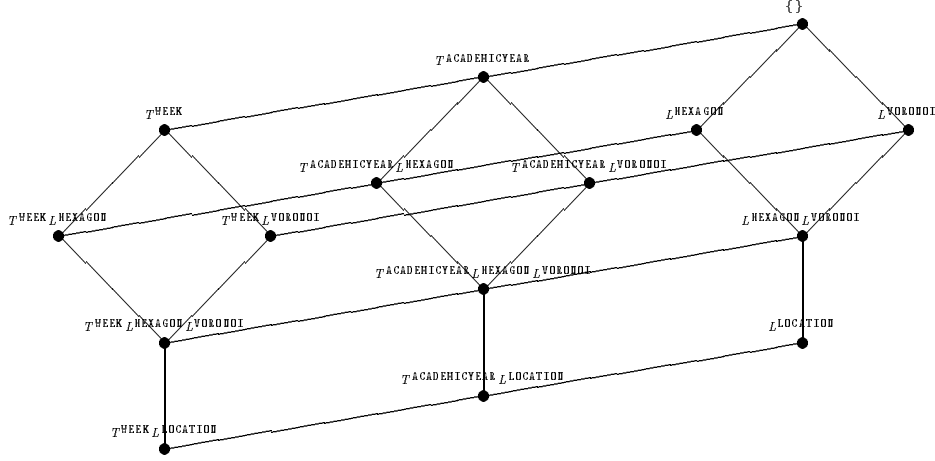 {}
T ACADEMICYEAR
T WEEK
L HEXAGON
L VORONOI
T ACADEMICYEAR L HEXAGON
T ACADEMICYEAR L VORONOI
T WEEK L HEXAGON
T WEEK L VORONOI
L HEXAGON L VORONOI
T ACADEMICYEAR L HEXAGON L VORONOI
T WEEK L HEXAGON L VORONOI
L LOCATION
T ACADEMICYEAR L LOCATION
T WEEK L LOCATION